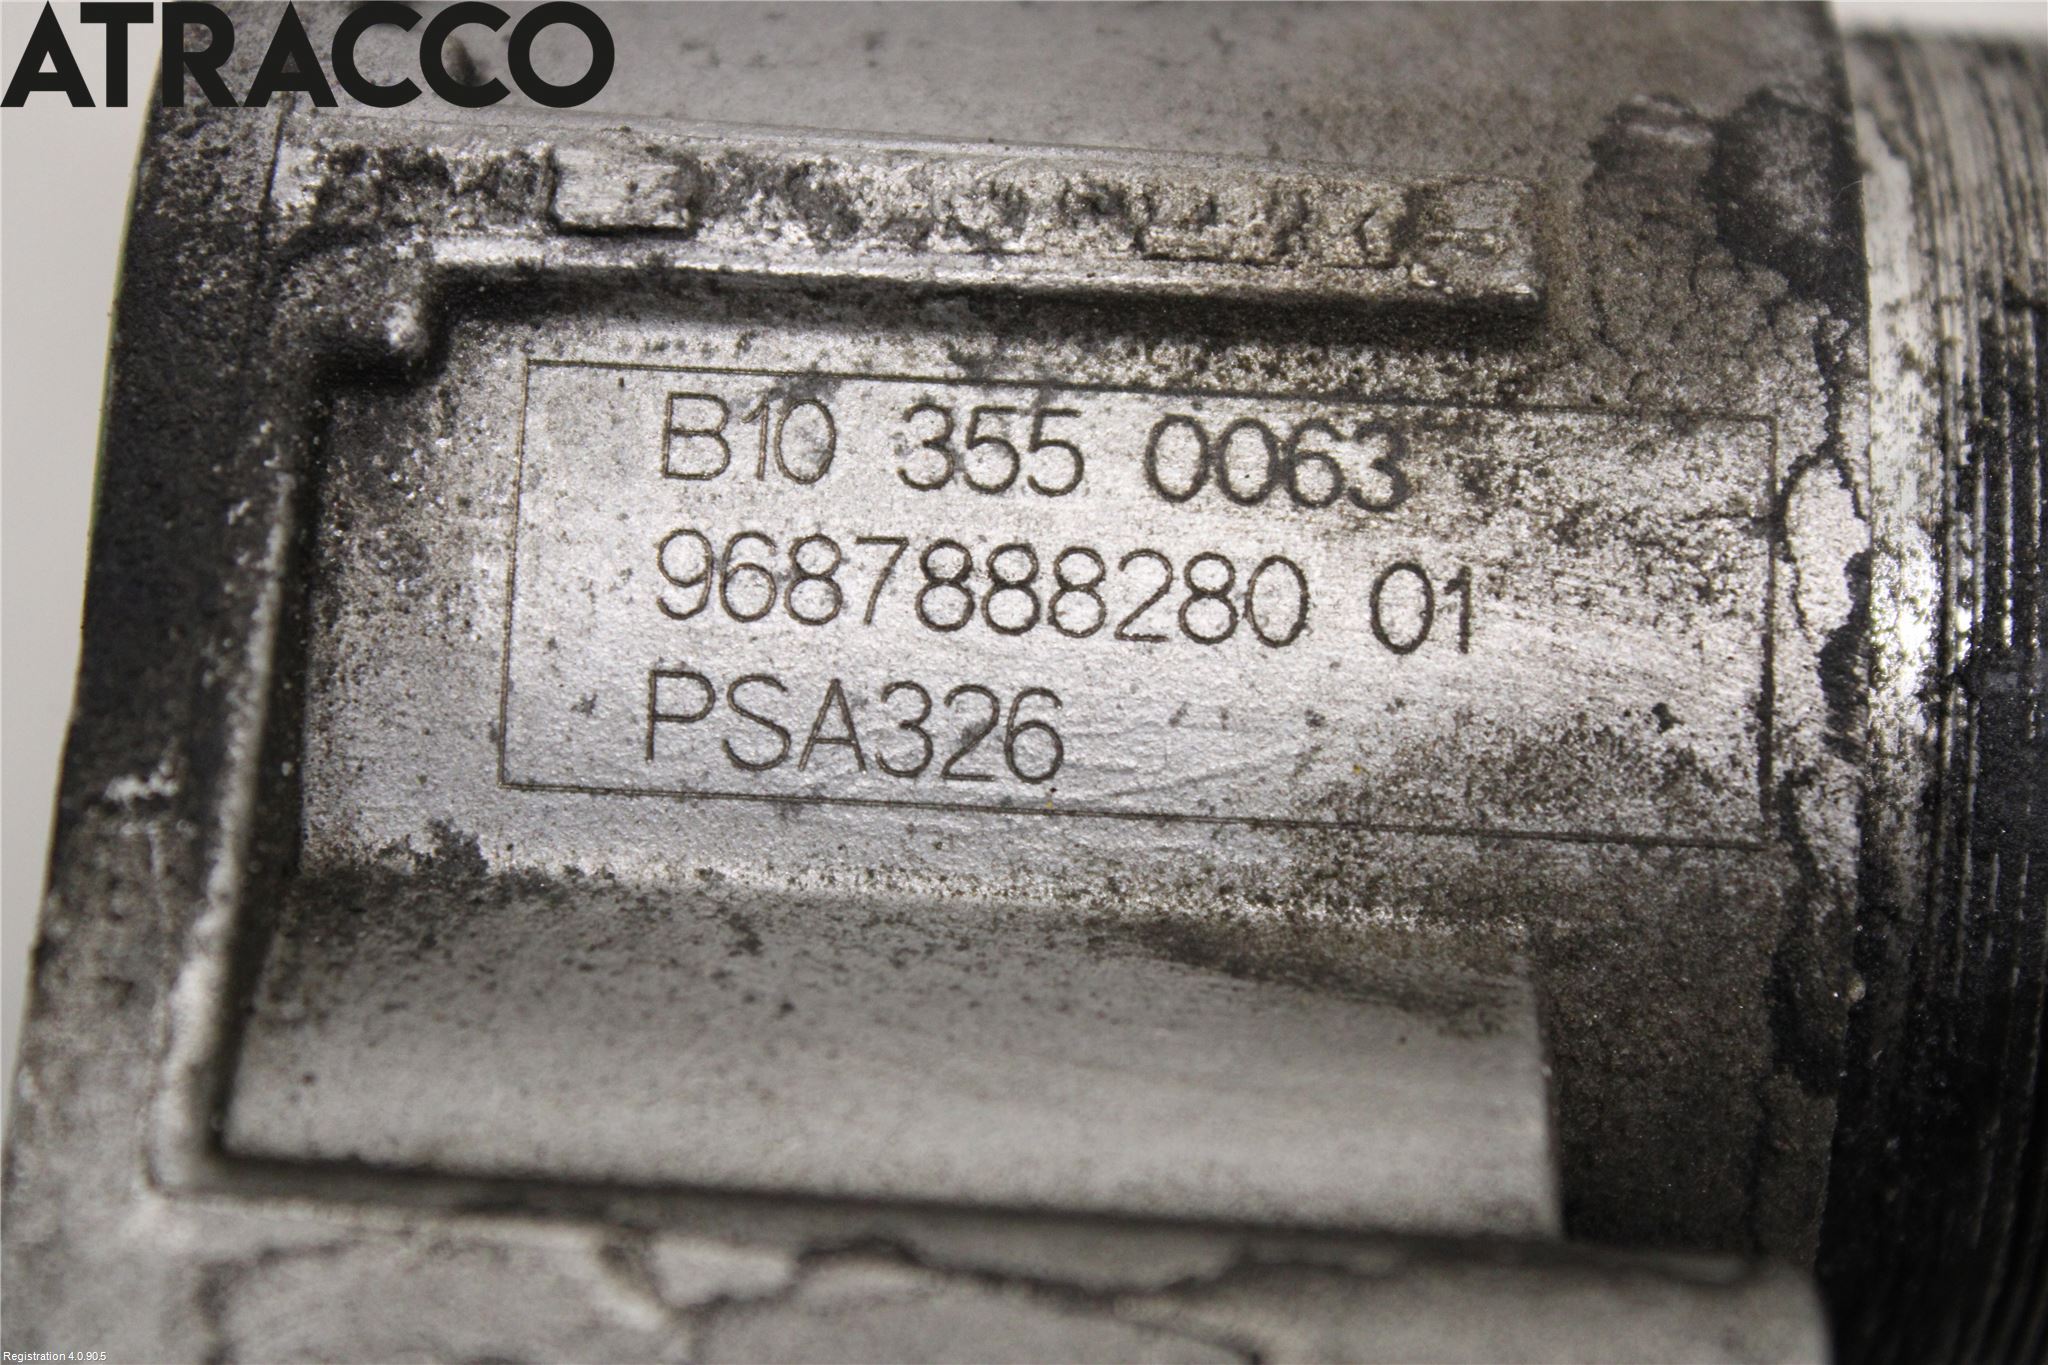 ATRACCO
B10 355 0063
9687888280 01
PSA326
Registration 4.0.90.5